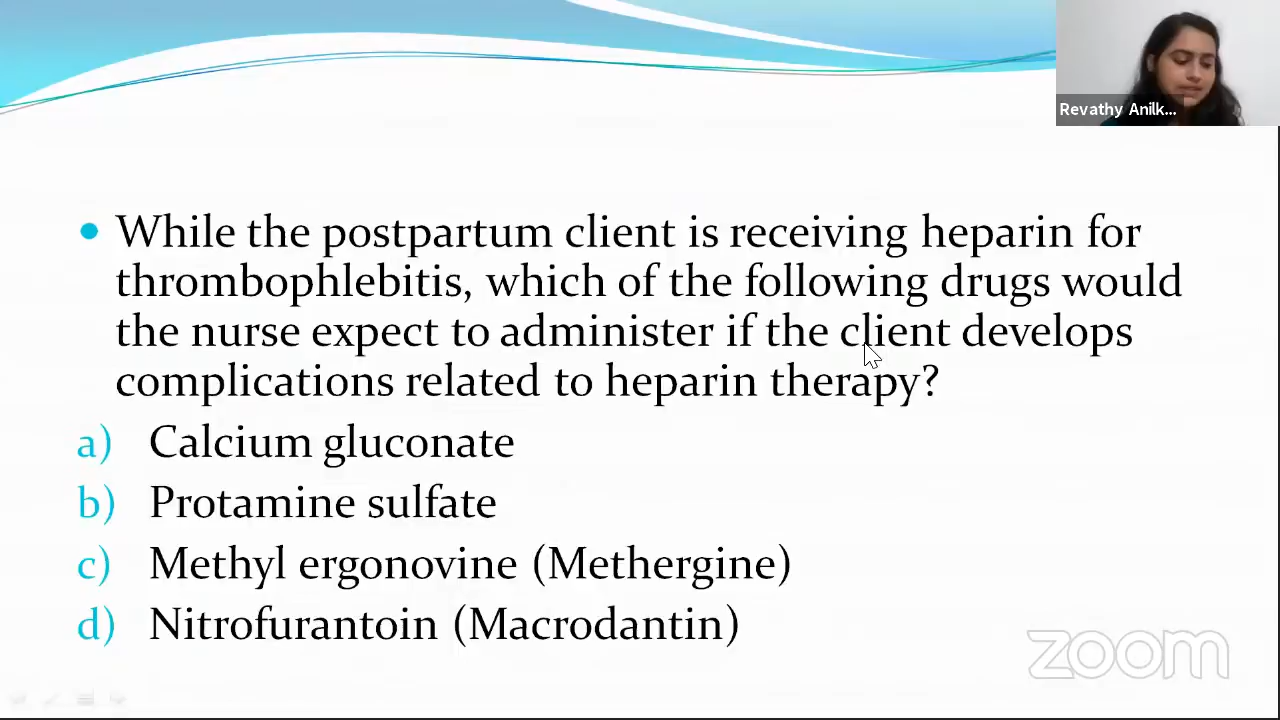 Revathy Anilk...
• While the postpartum client is receiving heparin for
thrombophlebitis, which of the following drugs would
the nurse expect to administer if the client develops
complications related to heparin therapy?
a) Calcium gluconate
b) Protamine sulfate
c) Methyl ergonovine (Methergine)
d) Nitrofurantoin (Macrodantin)
zoom